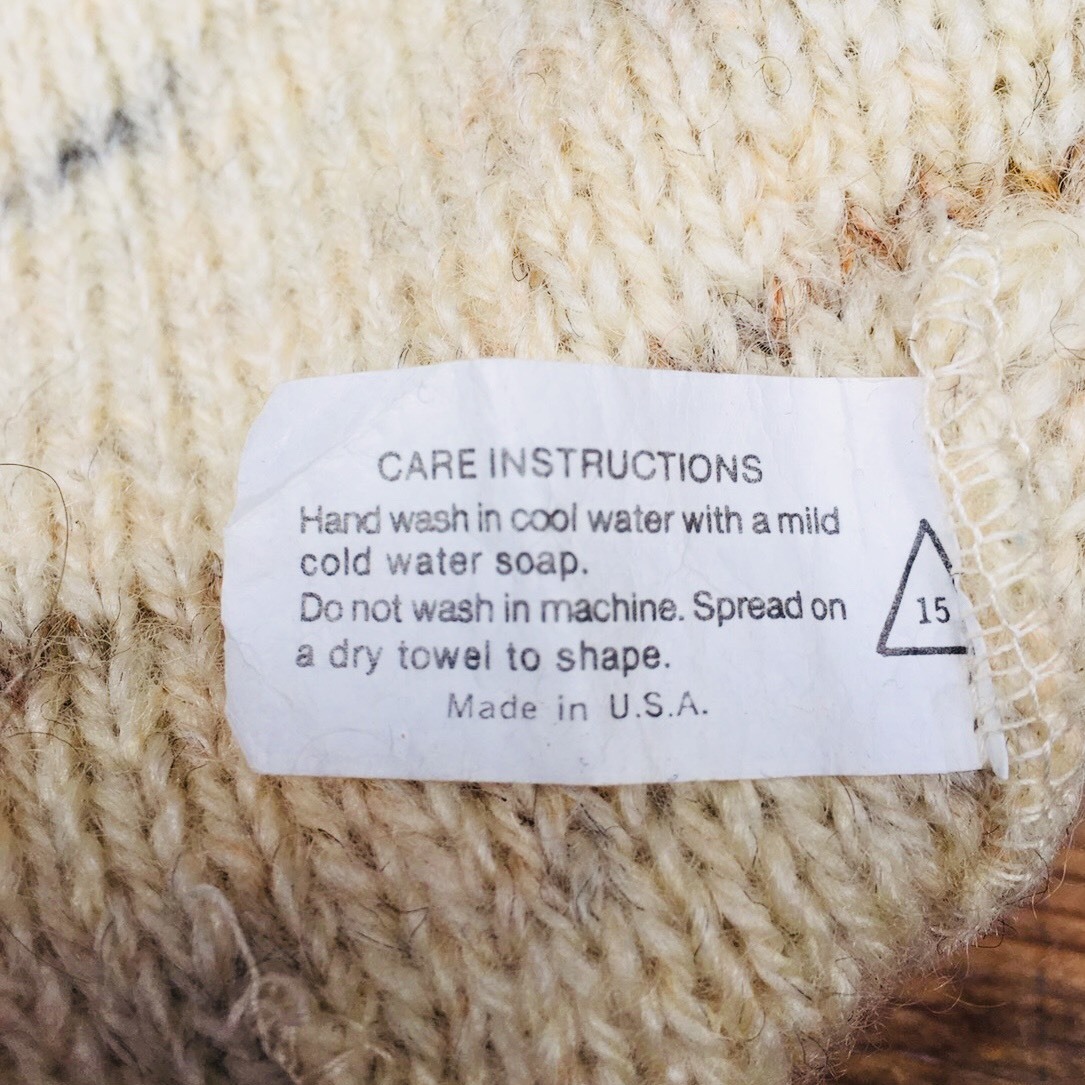 CARE INSTRUCTIONS
Hand wash in cool water with a mild
cold water soap.
Do not wash in machine. Spread on
a dry towel to shape.
Made in U.S.A.
15